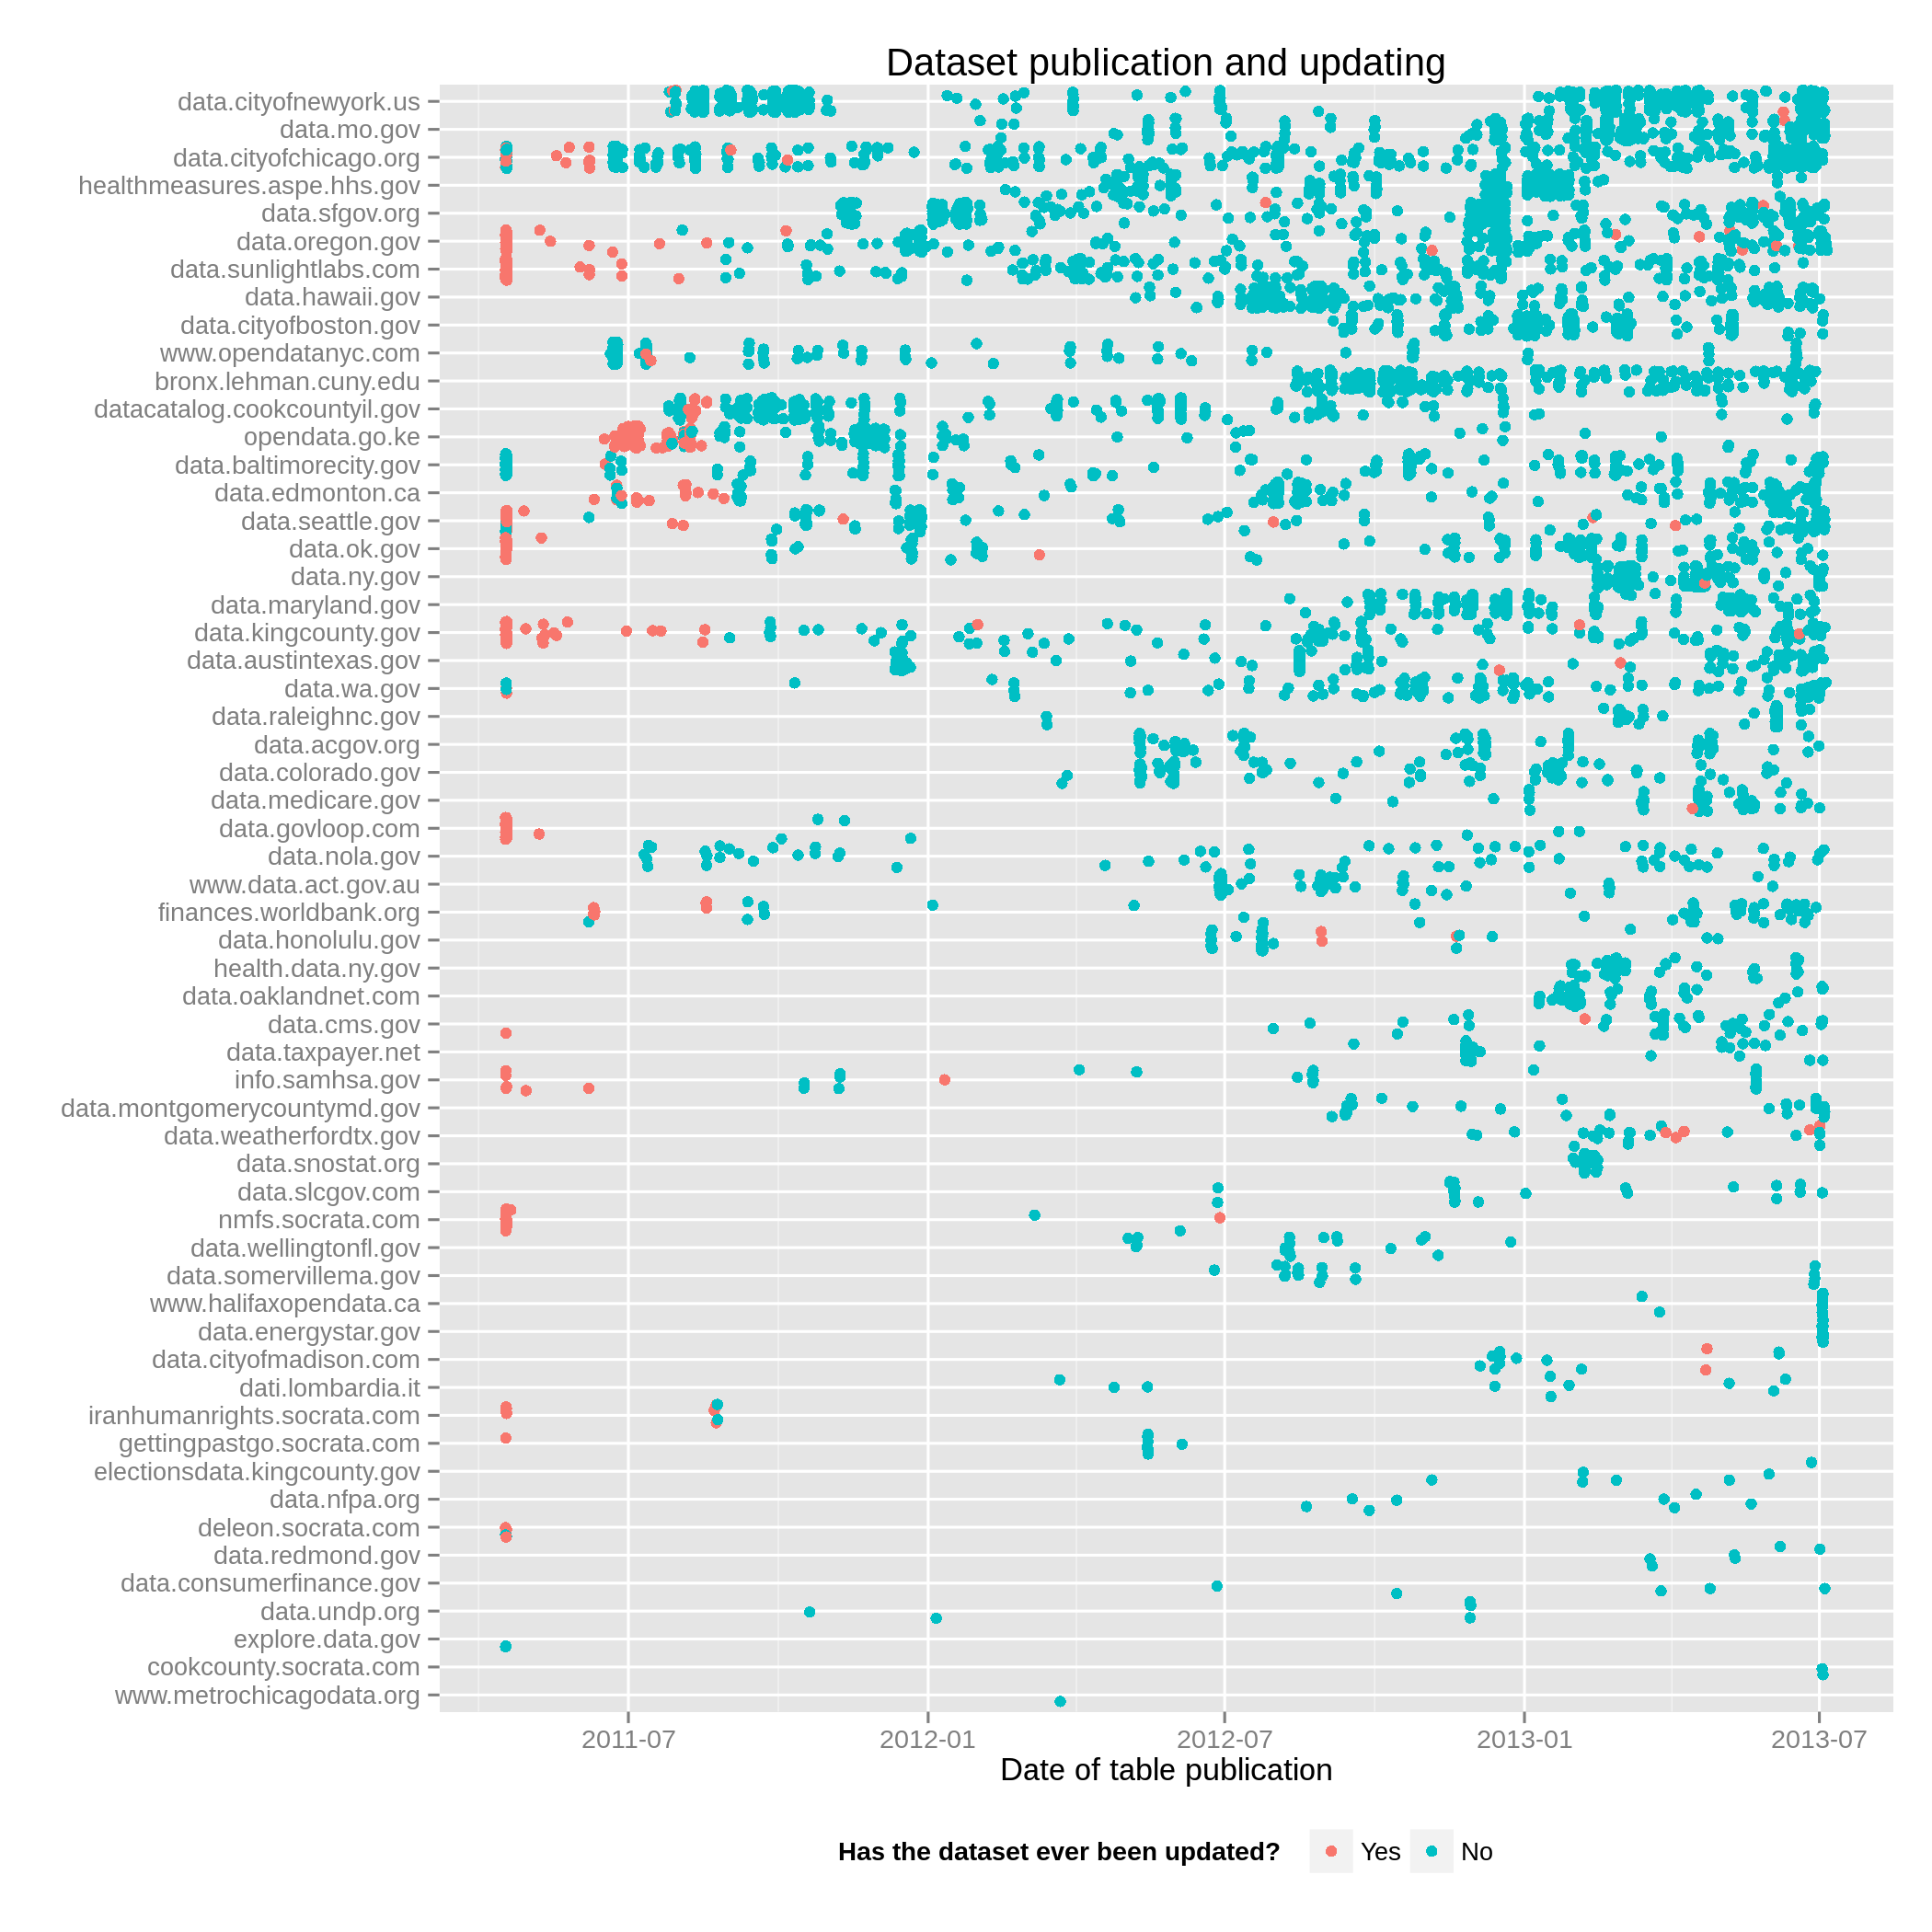 Dataset publication and updating
data.cityofnewyork.us
data.mo.gov
data.cityofchicago.org
healthmeasures.aspe.hhs.gov
data.sfgov.org
data.oregon.gov
data.sunlightlabs.com
data.hawaii.gov
data.cityofboston.gov
www.opendatanyc.com
bronx.lehman.cuny.edu
datacatalog.cookcountyil.gov
opendata.go.ke
data.baltimorecity.gov
data.edmonton.ca
data.seattle.gov
data.ok.gov
data.ny.gov
data.maryland.gov
data.kingcounty.gov
data.austintexas.gov
data.wa.gov
data.raleighnc.gov
data.acgov.org
data.colorado.gov
data.medicare.gov
data.govloop.com
data.nola.gov
www.data.act.gov.au
finances.worldbank.org
data.honolulu.gov
health.data.ny.gov
data.oaklandnet.com
data.cms.gov
data.taxpayer.net
info.samhsa.gov
data.montgomerycountymd.gov
data.weatherfordtx.gov
data.snostat.org
data.slcgov.com
nmfs.socrata.com
data.wellingtonfl.gov
data.somervillema.gov
www.halifaxopendata.ca
data.energystar.gov
data.cityofmadison.com
dati.lombardia.it
iranhumanrights.socrata.com
gettingpastgo.socrata.com
electionsdata.kingcounty.gov
data.nfpa.org
deleon.socrata.com
data.redmond.gov
data.consumerfinance.gov
data.undp.org
explore.data.gov
cookcounty.socrata.com
www.metrochicagodata.org
2011-07 2012-01 2012-07 2013-01 2013-07
Date of table publication
Has the dataset ever been updated? Yes No